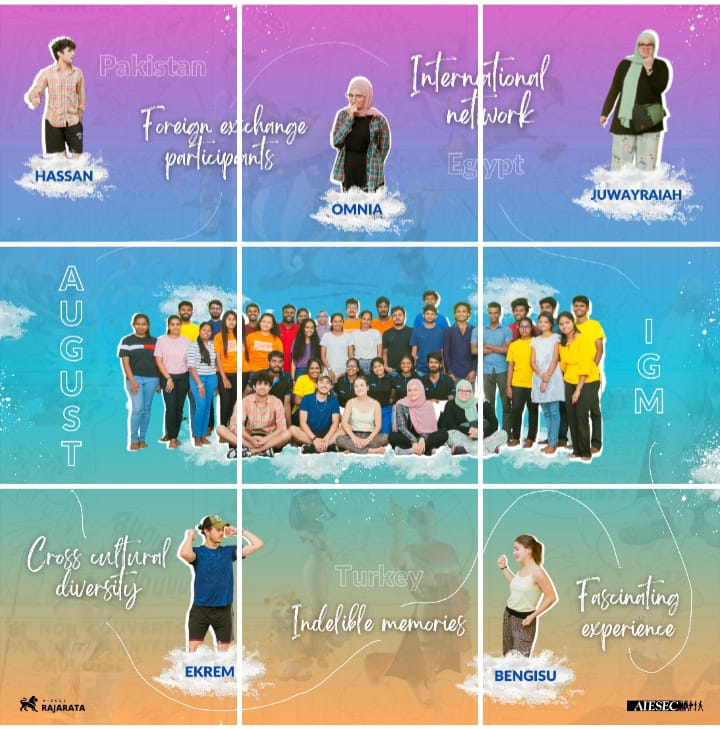 Pakistan
International
network
Foreign exchange
participants
Egypt
HASSAN
OMNIA
JUWAYRAIAH
AUGUST
IGM
Cross cultural
diversity
Turkey
Indelible memories
Fascinating
experience
EKREM
BENGISU
AIESEC
RAJARATA
AIESEC